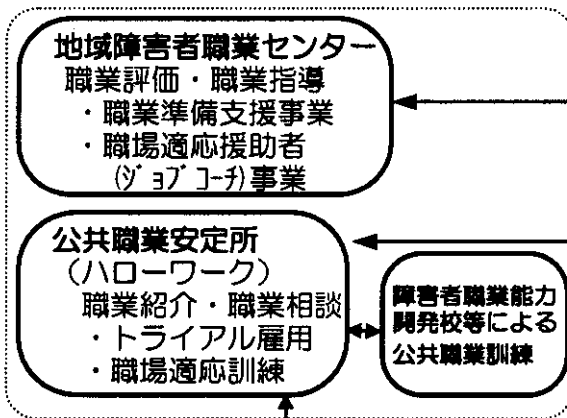 地域障害者職業センター
職業評価・職業指導
・職業準備支援事業
・職場適応援助者
(ｼﾞｮﾌﾞｺｰﾁ)事業
公共職業安定所
（ハローワーク）
職業紹介・職業相談
・トライアル雇用
・職場適応訓練
障害者職業能力
開発校等による
公共職業訓練